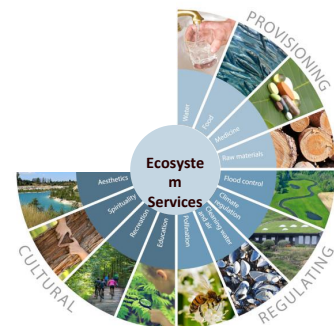 PROVISIONING
Water
Food
Medicine
Raw materials
Ecosyste
m
Services
Flood control
Climate
regulation
Cleaning water
and air
Pollination
REGULATING
Education
Recreation
Spirituality
Aesthetics
CULTURAL